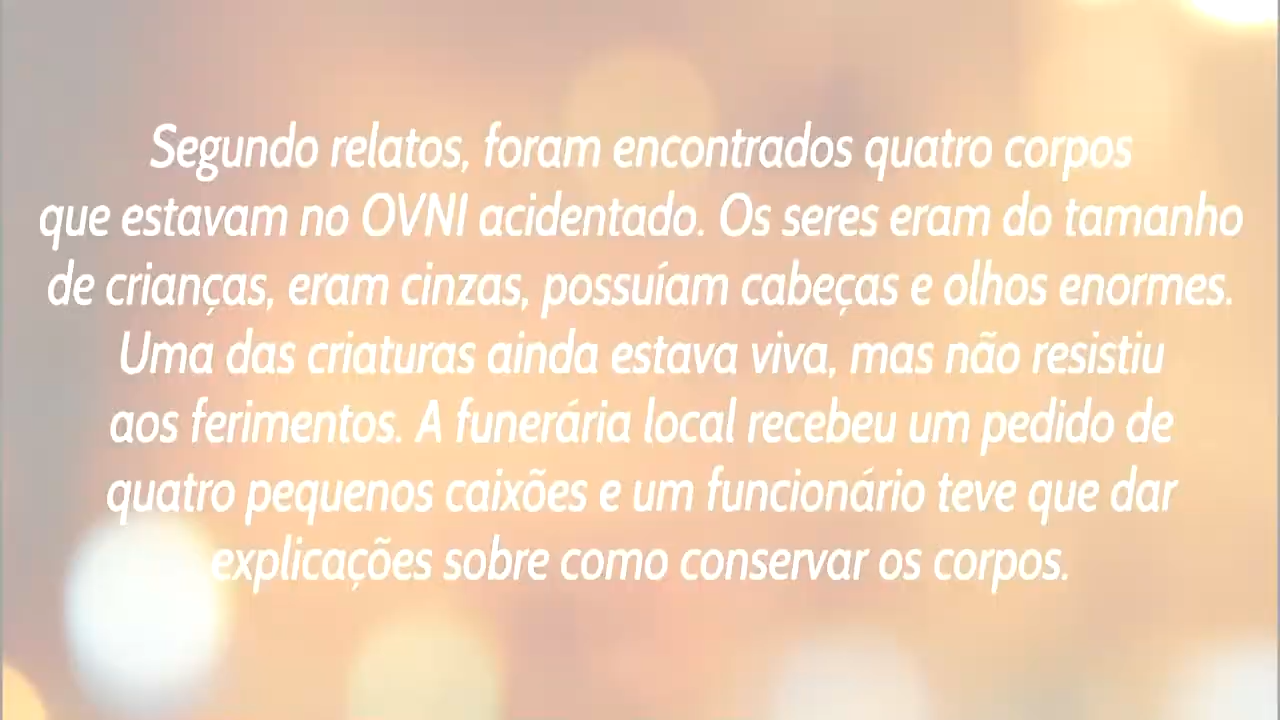 Segundo relatos, foram encontrados quatro corpos
que estavam no OVNI acidentado. Os seres eram do tamanho
de crianças, eram cinzas, possuíam cabeças e olhos enormes.
Uma das criaturas ainda estava viva, mas não resistiu
aos ferimentos. A funerária local recebeu um pedido de
quatro pequenos caixões e um funcionário teve que dar
explicações sobre como conservar os corpos.